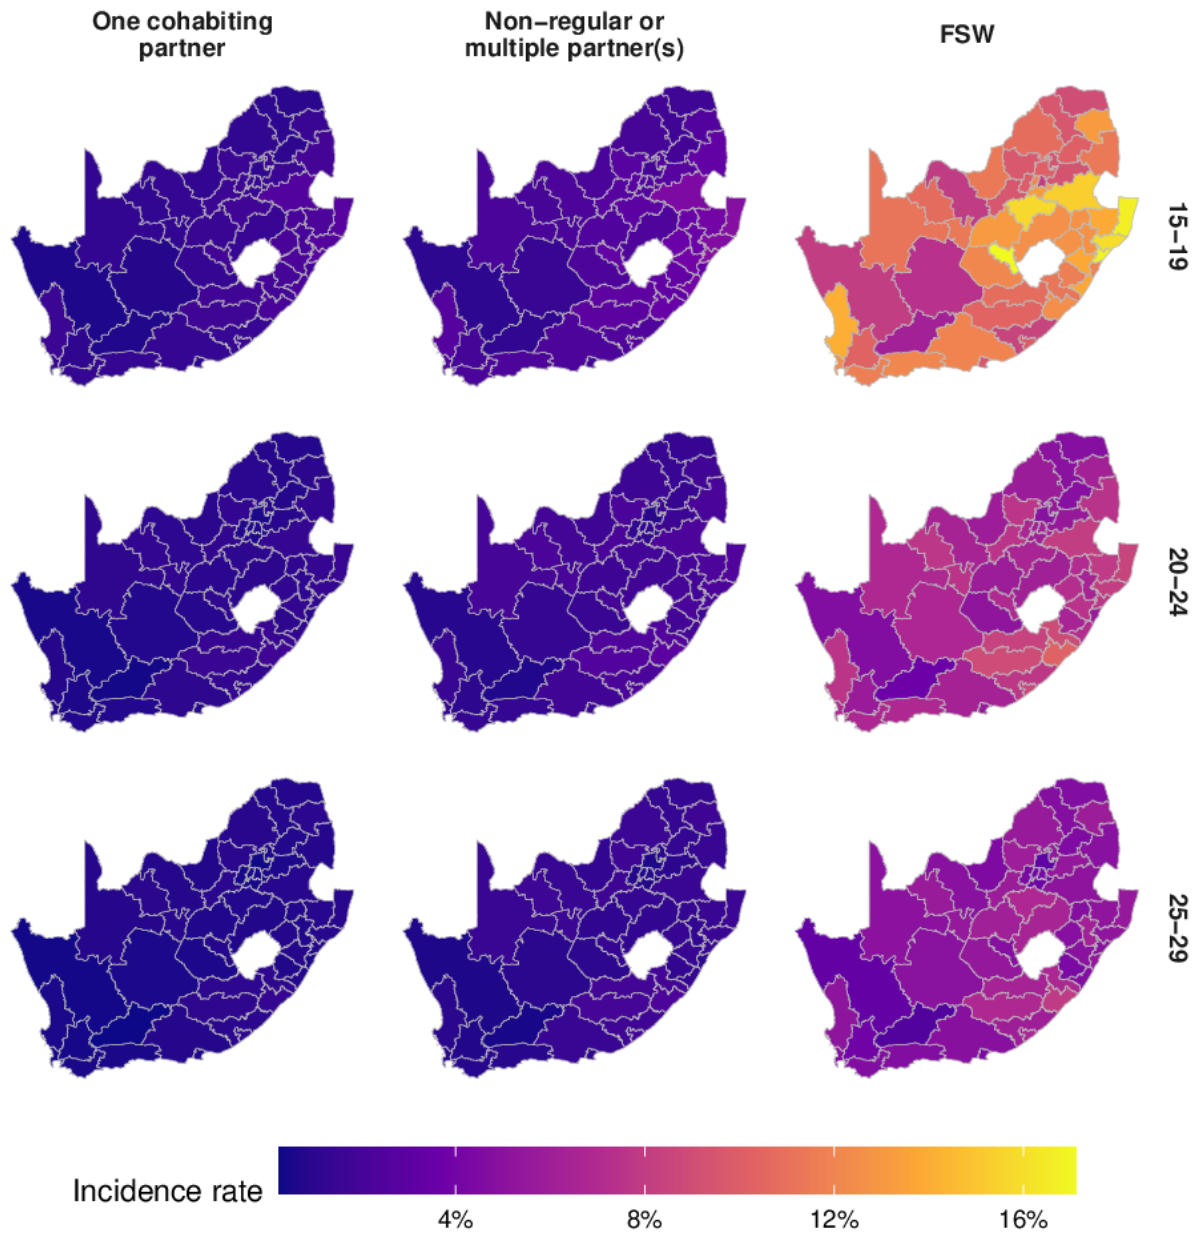 One cohabiting
partner
Non−regular or
multiple partner(s)
FSW
15−19
20−24
25−29
Incidence rate
4%
8%
12%
16%